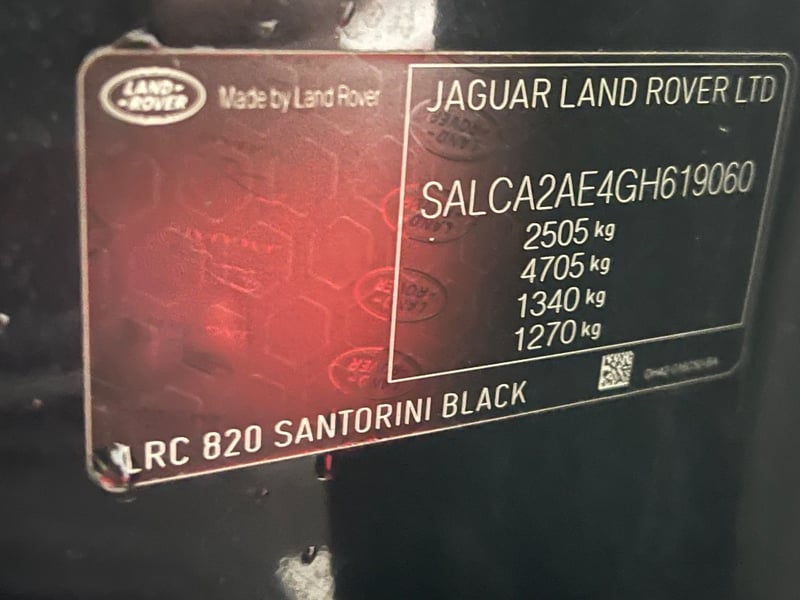 LAND-
-ROVER
Made by Land Rover
JAGUAR LAND ROVER LTD
SALCA2AE4GH619060
2505 kg
4705 kg
1340 kg
1270 kg
LRC 820 SANTORINI BLACK